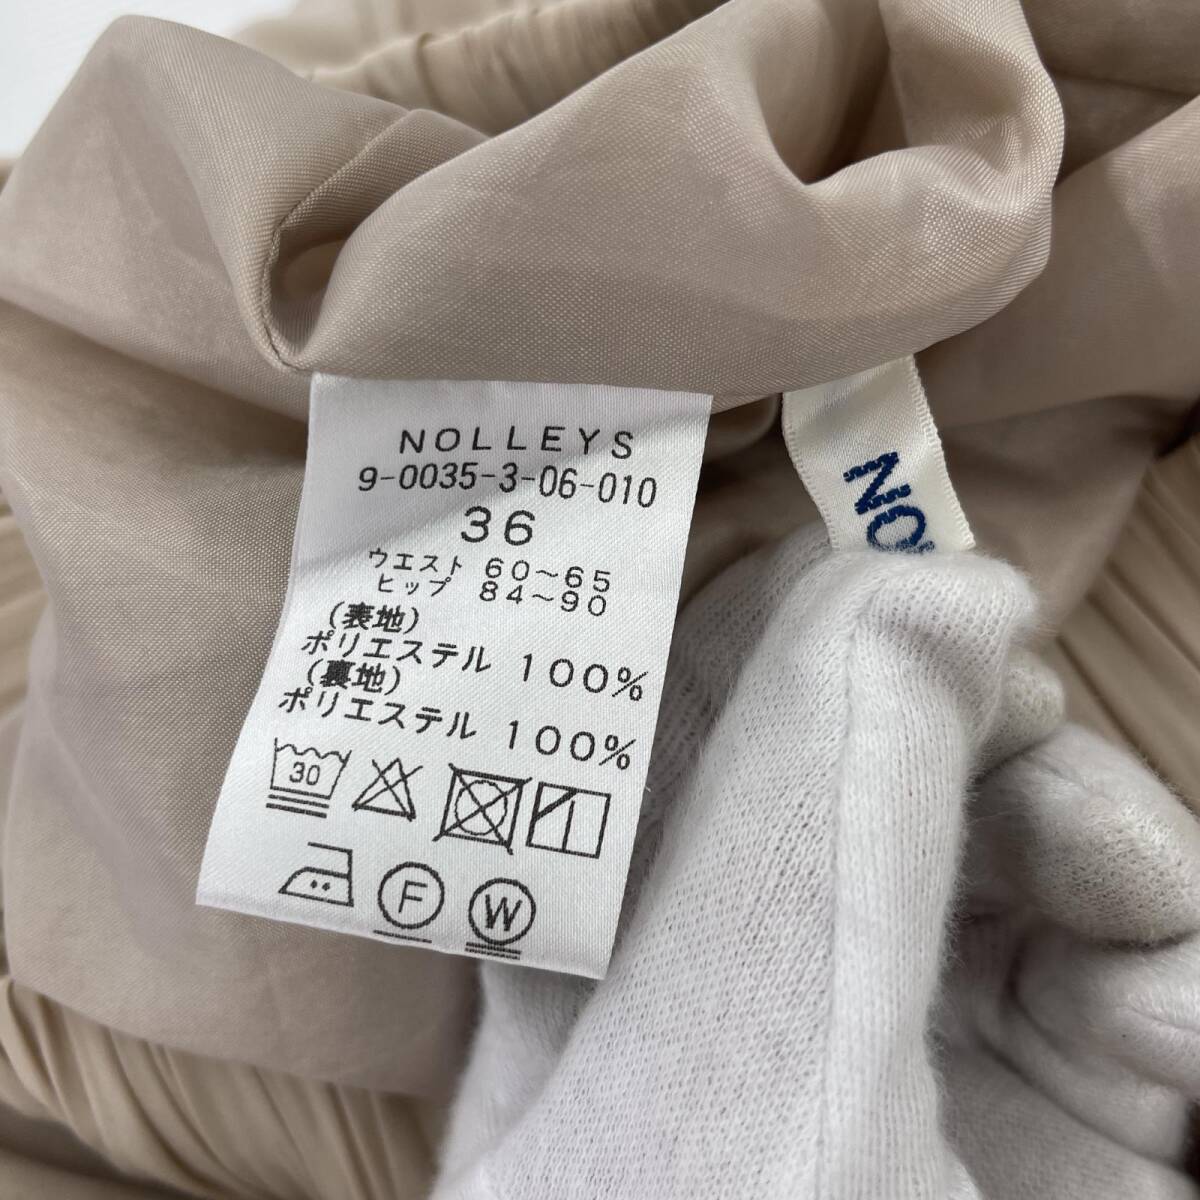 NOLLEYS
9-0035-3-06-010
36
ウエスト 60～65
ヒップ 84～90
(表地)
ポリエステル 100%
(裏地)
ポリエステル 100%
30
F
W
NO